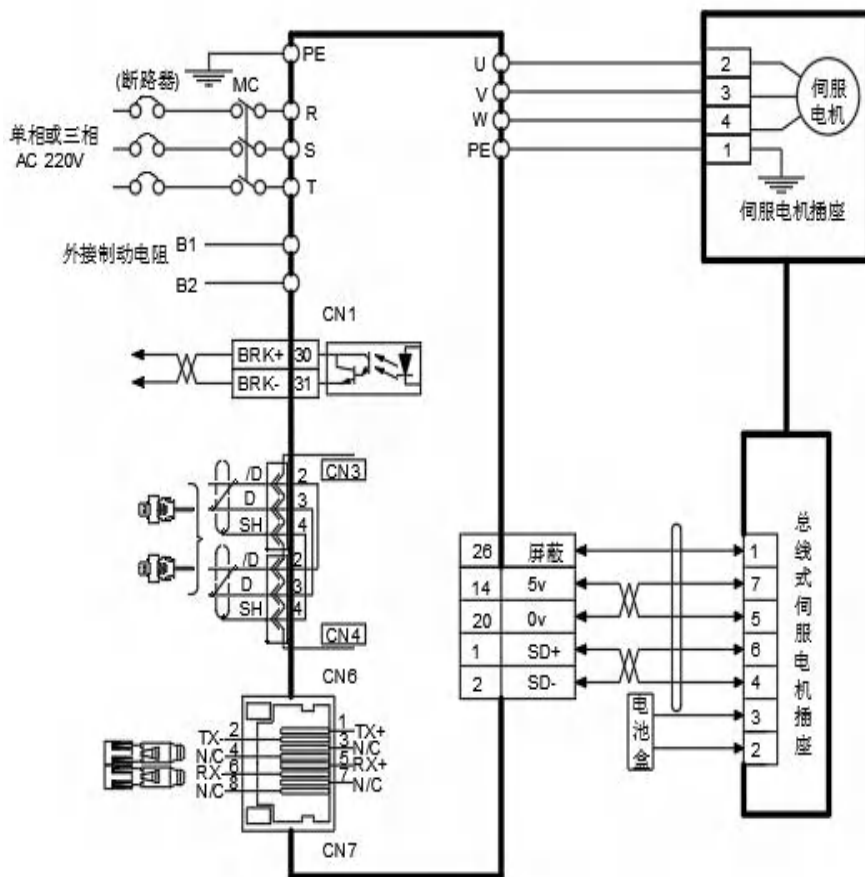 PE
(断路器)
MC
R
单相或三相
AC 220V
S
T
外接制动电阻
B1
B2
U
V
W
PE
2
3
4
1
伺服
电机
伺服电机插座
CN1
BRK+ 30
BRK- 31
CN3
/D 2
D 3
SH 4
/D 2
D 3
SH 4
CN4
CN6
TX- 2
N/C 4
RX- 6
N/C 8
1 TX+
3 N/C
5 RX+
7 N/C
CN7
26 屏蔽
14 5v
20 0v
1 SD+
2 SD-
电池盒
1
7
5
6
4
3
2
总线式伺服电机插座